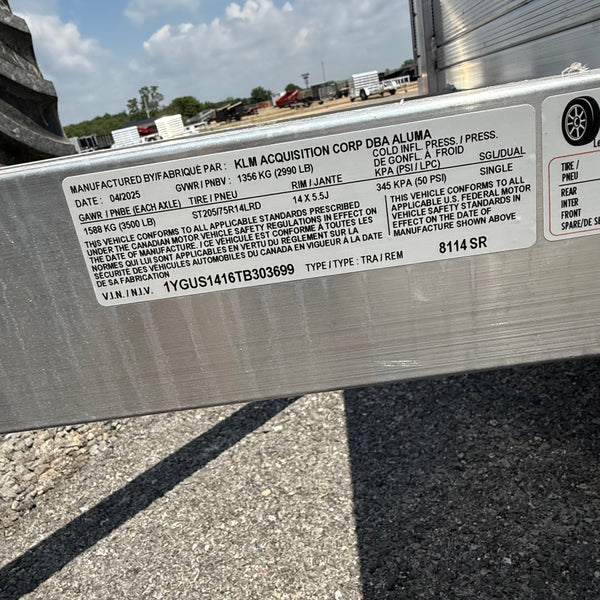 MANUFACTURED BY/FABRIQUÉ PAR : KLM ACQUISITION CORP DBA ALUMA
DATE : 04/2025 GVWR / PNBV : 1356 KG (2990 LB) COLD INFL. PRESS. / PRESS. DE GONFL. À FROID
GAWR / PNBE (EACH AXLE) TIRE / PNEU RIM / JANTE KPA (PSI / LPC) SGL/DUAL
1588 KG (3500 LB) ST205/75R14LRD 14 X 5.5J 345 KPA (50 PSI) SINGLE
THIS VEHICLE CONFORMS TO ALL APPLICABLE STANDARDS PRESCRIBED
UNDER THE CANADIAN MOTOR VEHICLE SAFETY REGULATIONS IN EFFECTION
THE DATE OF MANUFACTURE. / CE VÉHICULE EST CONFORME À TOUTES LES
NORMES QUI LUI SONT APPLICABLES EN VERTU DU RÈGLEMENT SUR LA
SÉCURITÉ DES VÉHICULES AUTOMOBILES DU CANADA EN VIGUEUR À LA DATE
DE SA FABRICATION
THIS VEHICLE CONFORMS TO ALL
APPLICABLE U.S. FEDERAL MOTOR
VEHICLE SAFETY STANDARDS IN
EFFECT ON THE DATE OF
MANUFACTURE SHOWN ABOVE.
V.I.N. / N.I.V. 1YGUS1416TB303699 TYPE / TYPE : TRA / REM 8114 SR
TIRE /
PNEU
REAR
INTER
FRONT
SPARE/DE SE